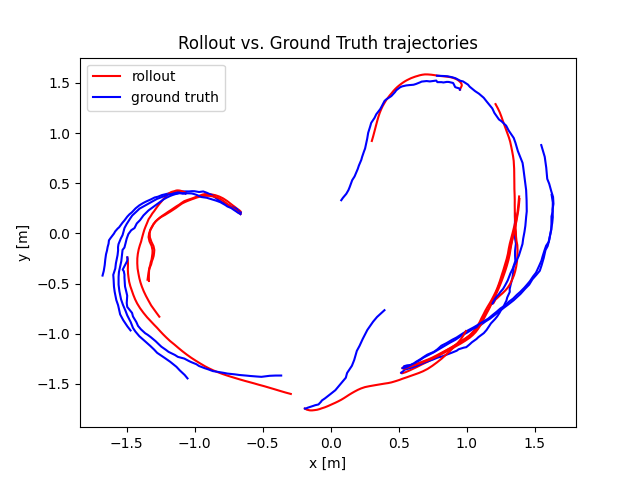 Rollout vs. Ground Truth trajectories
rollout
ground truth
1.5
1.0
0.5
0.0
−0.5
−1.0
−1.5
y [m]
−1.5 −1.0 −0.5 0.0 0.5 1.0 1.5
x [m]